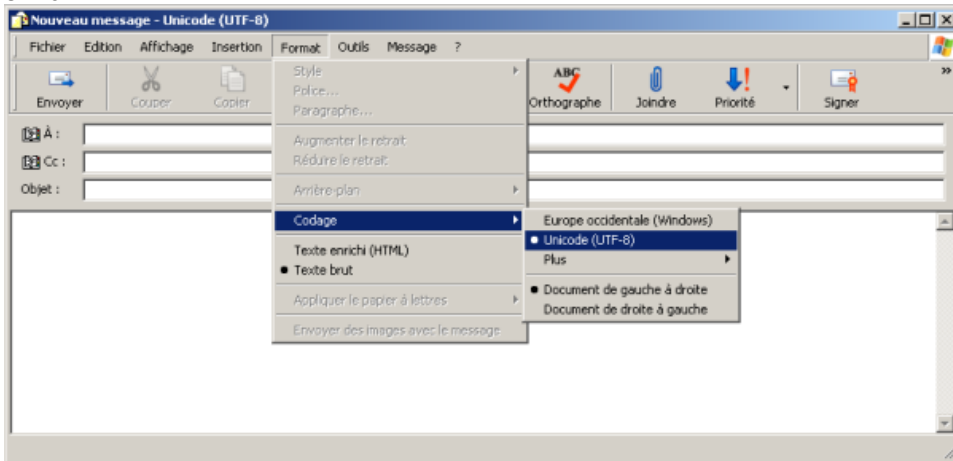 Nouveau message - Unicode (UTF-8)
Fichier Edition Affichage Insertion Format Outils Message ?
Envoyer Couper Copier ABC Orthographe Joindre Priorité Signer »
À :
Cc :
Objet :
Style
Police...
Paragraphe...
Augmenter le retrait
Réduire le retrait
Arrière-plan
Codage
Texte enrichi (HTML)
Texte brut
Appliquer le papier à lettres
Envoyer des images avec le message
Europe occidentale (Windows)
Unicode (UTF-8)
Plus
Document de gauche à droite
Document de droite à gauche